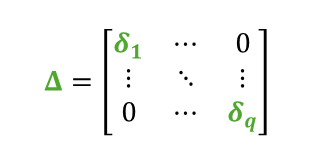 δ₁ ⋯ 0
Δ = ⋮ ⋱ ⋮
0 ⋯ δ_q